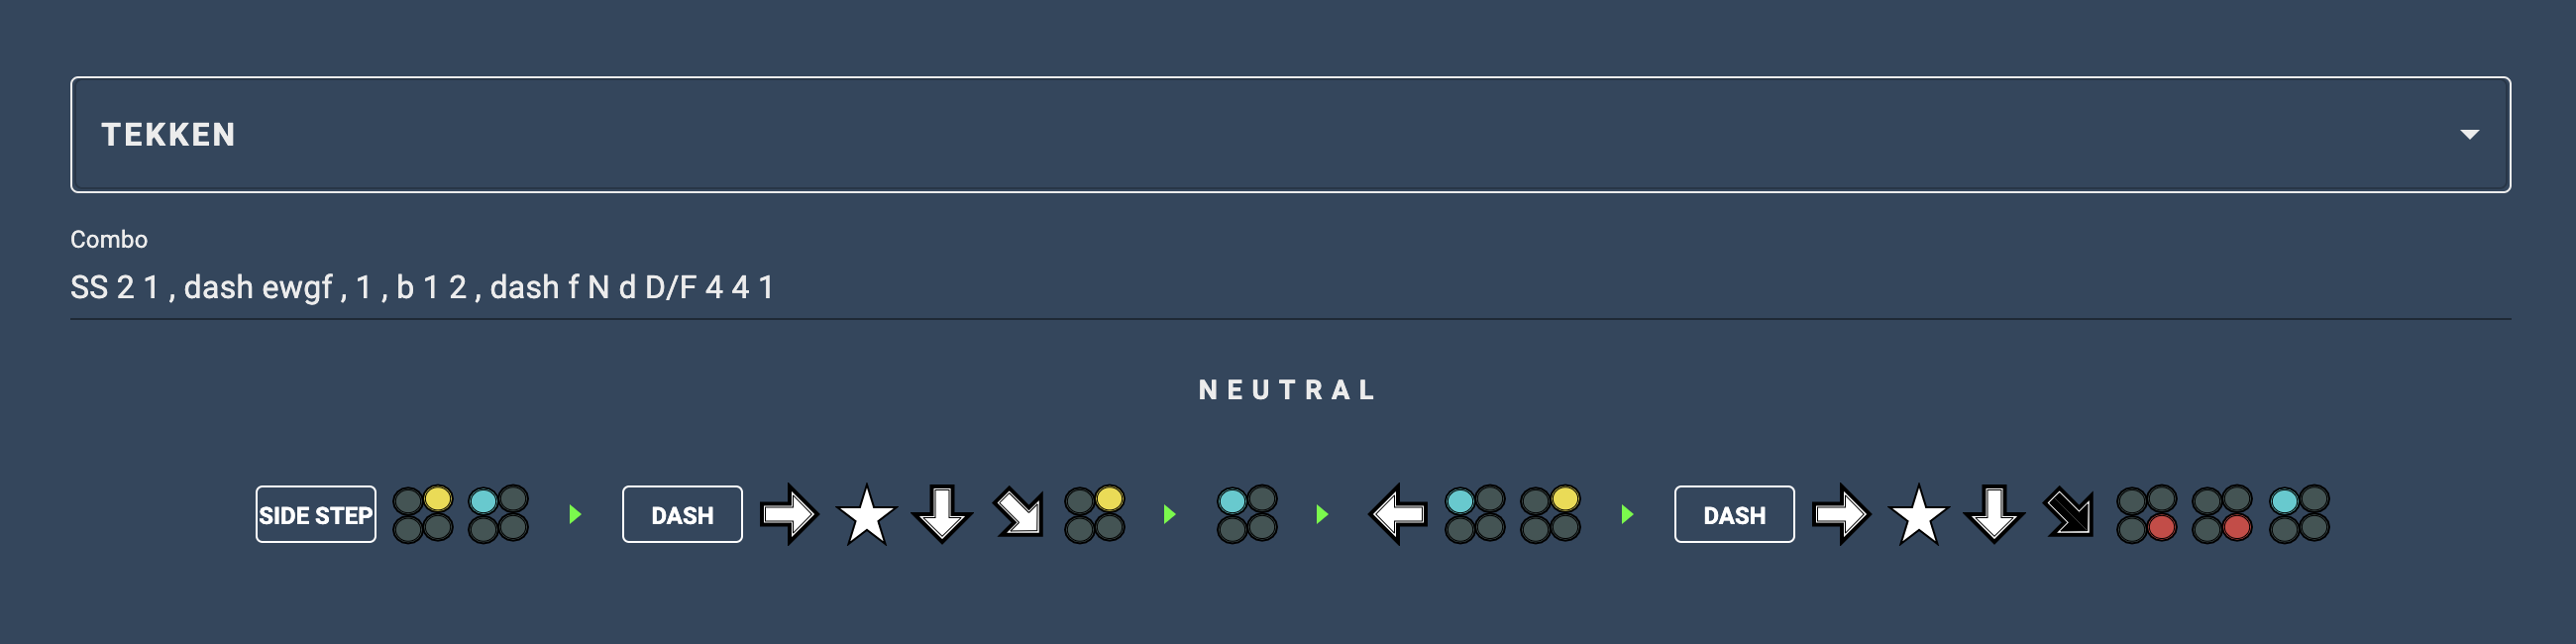 TEKKEN
Combo
SS 2 1 , dash ewgf , 1 , b 1 2 , dash f N d D/F 4 4 1
NEUTRAL
SIDE STEP DASH DASH